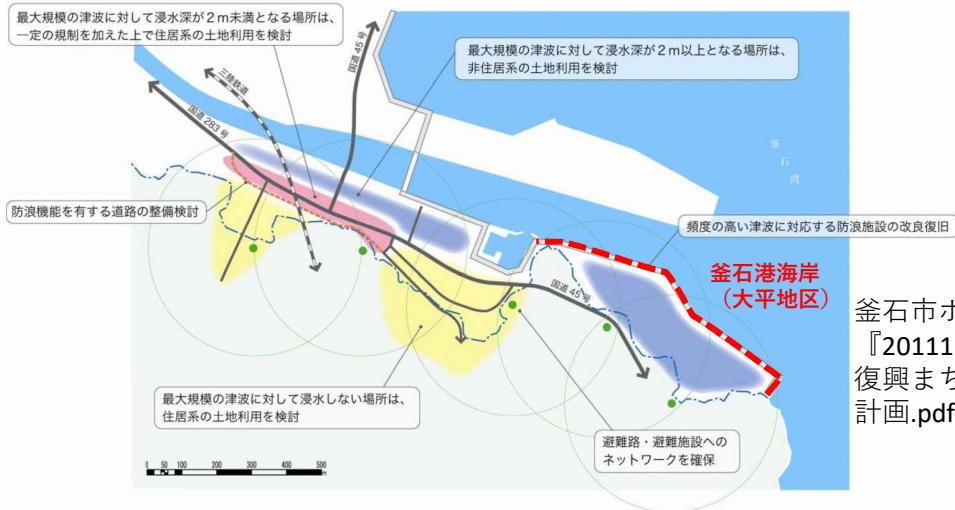 最大規模の津波に対して浸水深が2m未満となる場所は、
一定の規制を加えた上で住居系の土地利用を検討
国道45号
最大規模の津波に対して浸水深が2m以上となる場所は、
非住居系の土地利用を検討
三陸鉄道
国道283号
釜石湾
防浪機能を有する道路の整備検討
頻度の高い津波に対応する防浪施設の改良復旧
釜石港海岸
（大平地区）
国道45号
釜石市ホ
『20111
復興まち
計画.pdf
最大規模の津波に対して浸水しない場所は、
住居系の土地利用を検討
避難路・避難施設への
ネットワークを確保
0 50 100 200 300 400 500m